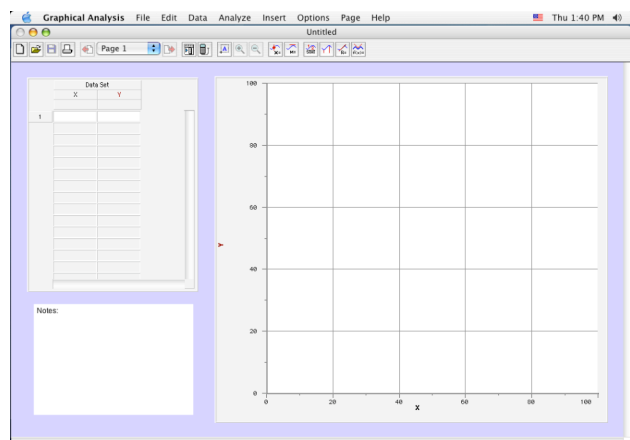 Graphical Analysis File Edit Data Analyze Insert Options Page Help Thu 1:40 PM
Untitled
Page 1
Data Set
X Y
1
Notes:
100
80
60
40
20
0
Y
0 20 40 60 80 100
X